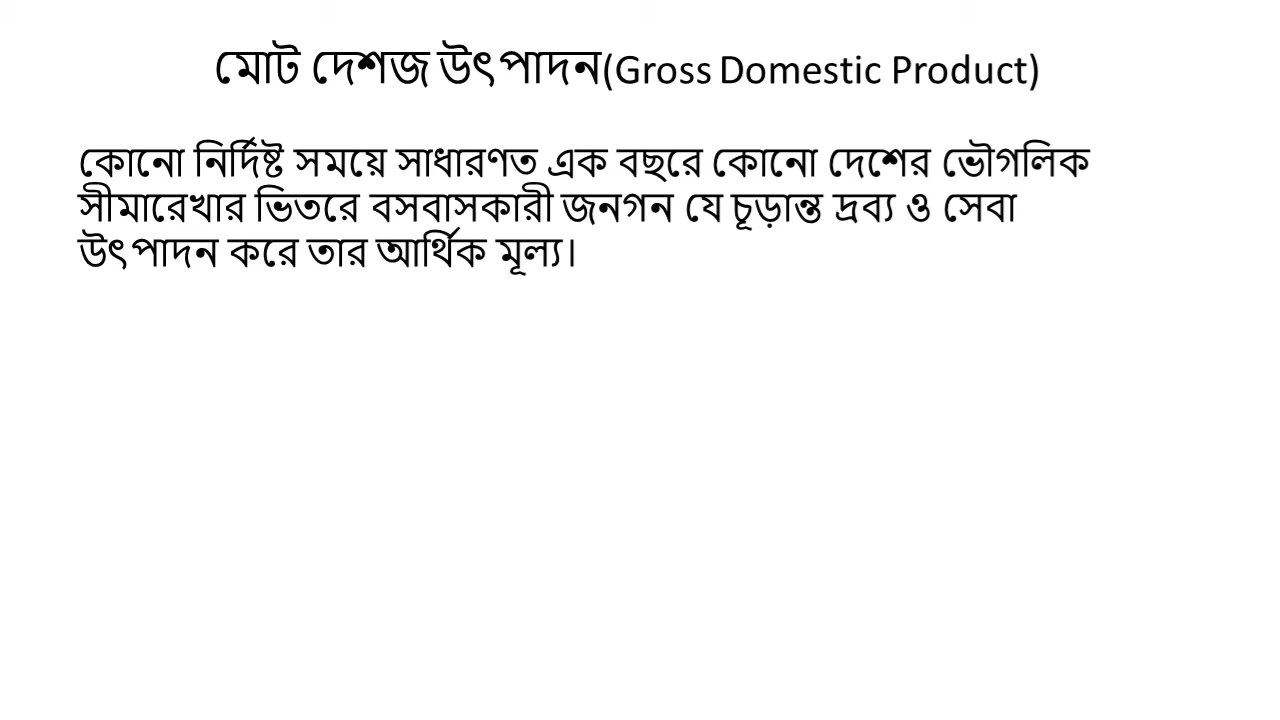 মোট দেশজ উৎপাদন(Gross Domestic Product)
কোনো নির্দিষ্ট সময়ে সাধারণত এক বছরে কোনো দেশের ভৌগলিক
সীমারেখার ভিতরে বসবাসকারী জনগন যে চূড়ান্ত দ্রব্য ও সেবা
উৎপাদন করে তার আর্থিক মূল্য।